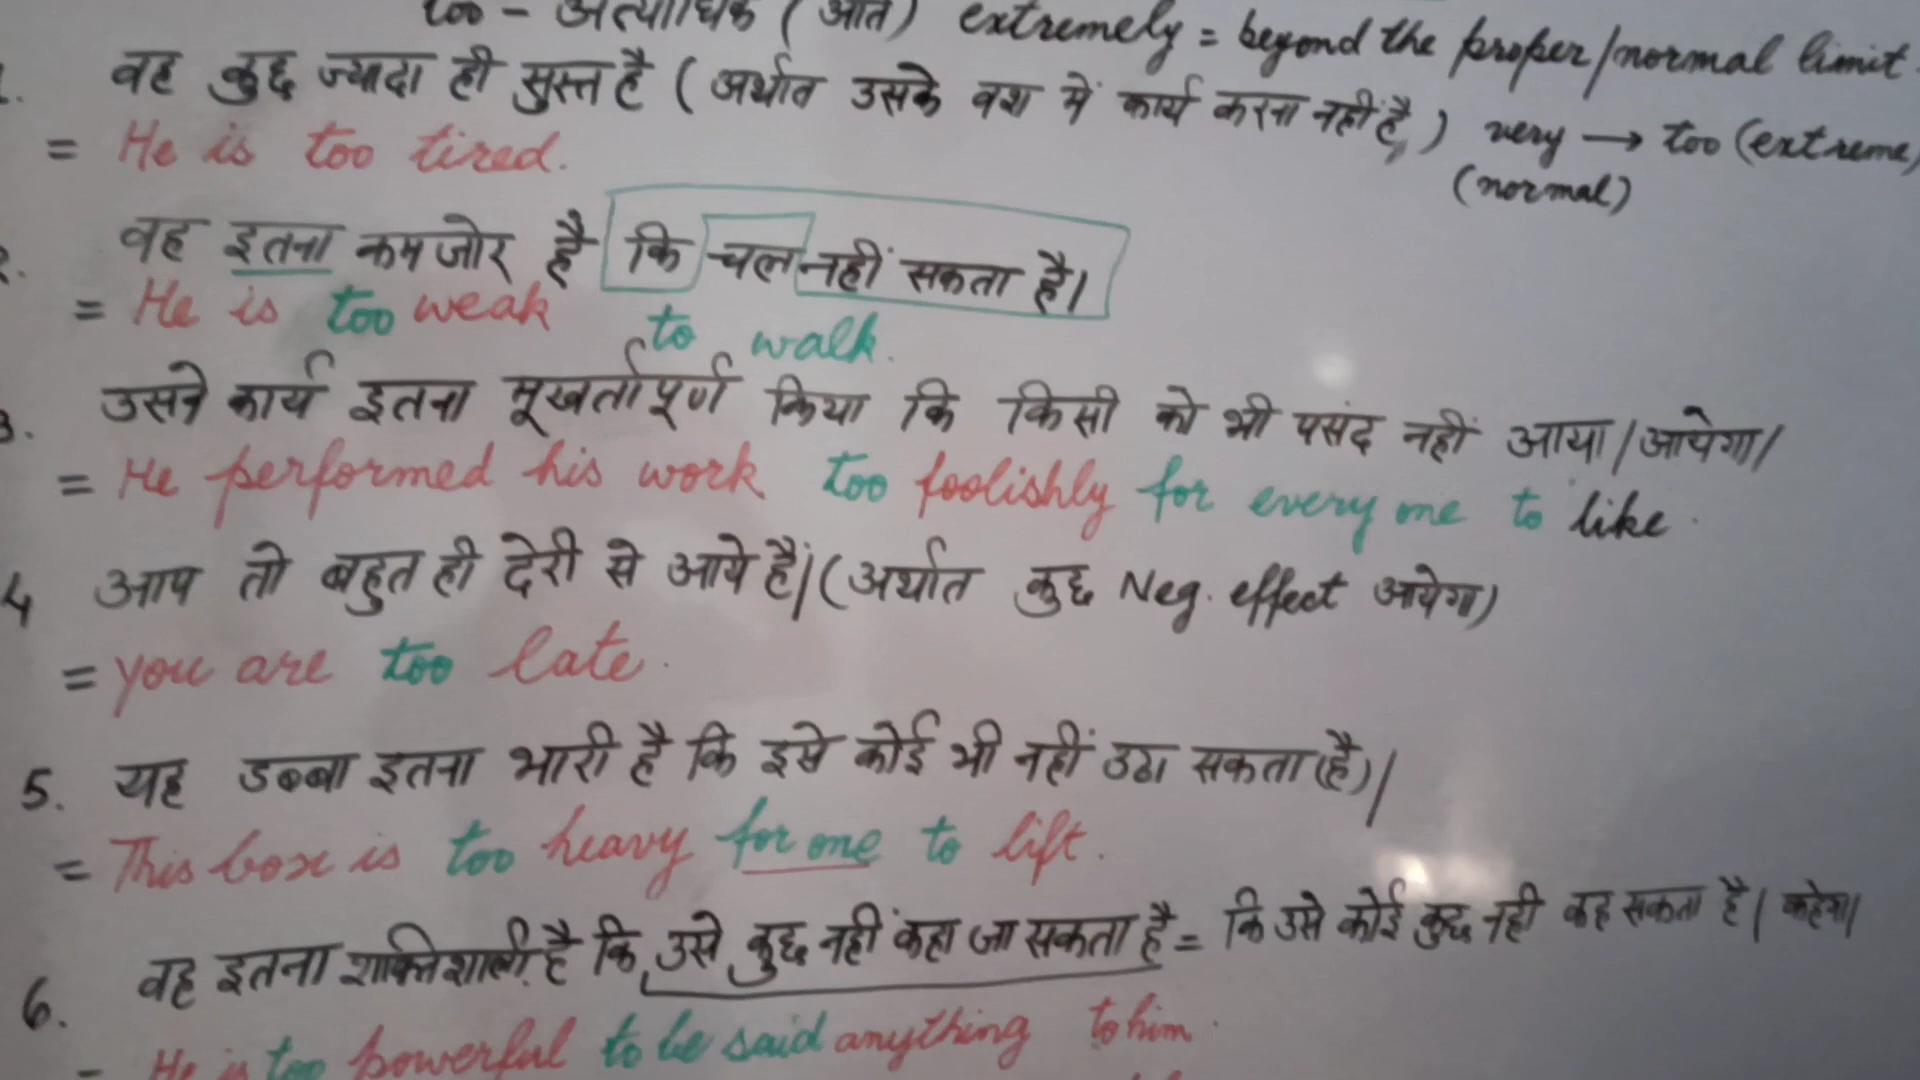 too - अत्याधिक (अति) extremely = beyond the proper/normal limit.
1. वह कुछ ज्यादा ही सुस्त है (अर्थात उसके वश में कार्य करना नहीं है) very → too (extreme)
= He is too tired.
(normal)
2. वह इतना कमजोर है कि चल नहीं सकता है।
= He is too weak to walk.
3. उसने कार्य इतना मूर्खतापूर्ण किया कि किसी को भी पसंद नहीं आया/आयेगा/
= He performed his work too foolishly for every one to like.
4 आप तो बहुत ही देरी से आये हैं।(अर्थात कुछ Neg. effect आयेगा)
= you are too late.
5. यह डब्बा इतना भारी है कि इसे कोई भी नहीं उठा सकता (है)/
= This box is too heavy for one to lift.
6. वह इतना शक्तिशाली है कि उसे कुछ नहीं कहा जा सकता है = कि उसे कोई कुछ नही कह सकता है। कहेगा।
= He is too powerful to be said anything to him.